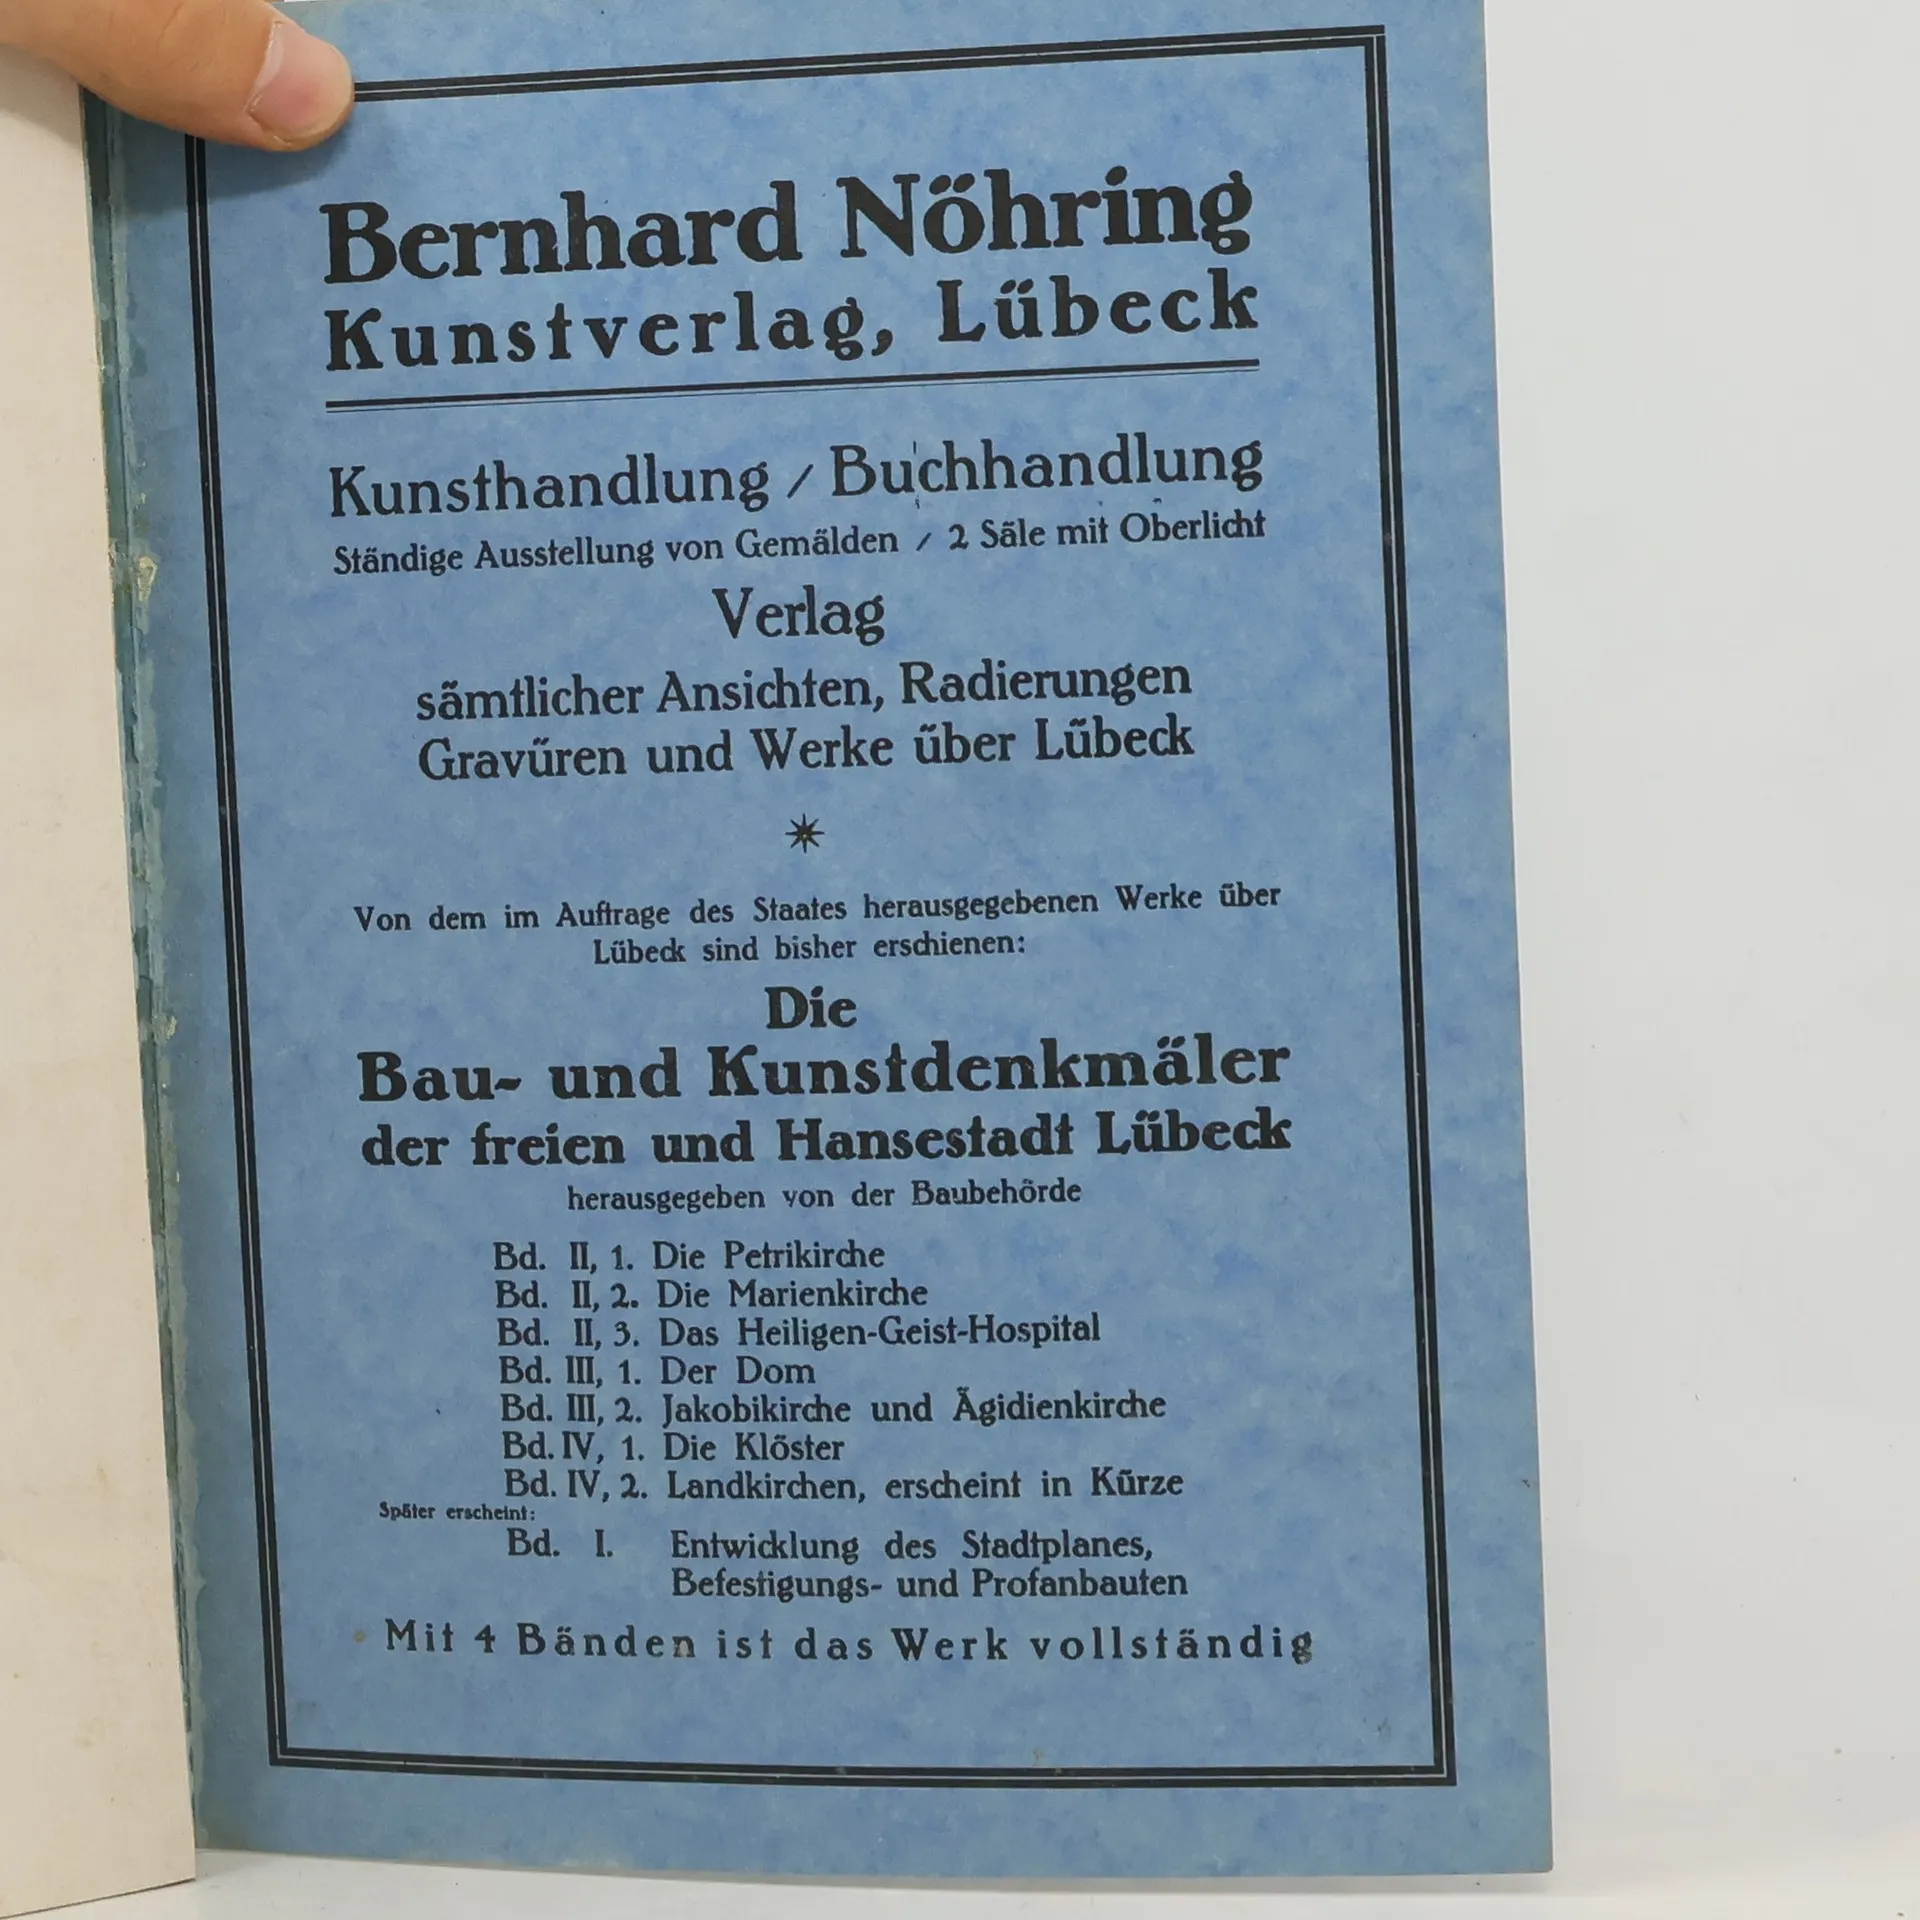 Bernhard Nöhring
Kunstverlag, Lübeck
Kunsthandlung / Buchhandlung
Ständige Ausstellung von Gemälden / 2 Säle mit Oberlicht
Verlag
sämtlicher Ansichten, Radierungen
Gravüren und Werke über Lübeck
Von dem im Auftrage des Staates herausgegebenen Werke über
Lübeck sind bisher erschienen:
Die
Bau- und Kunstdenkmäler
der freien und Hansestadt Lübeck
herausgegeben von der Baubehörde
Bd. II, 1. Die Petrikirche
Bd. II, 2. Die Marienkirche
Bd. II, 3. Das Heiligen-Geist-Hospital
Bd. III, 1. Der Dom
Bd. III, 2. Jakobikirche und Ägidienkirche
Bd. IV, 1. Die Klöster
Bd. IV, 2. Landkirchen, erscheint in Kürze
Später erscheint:
Bd. I. Entwicklung des Stadtplanes,
Befestigungs- und Profanbauten
Mit 4 Bänden ist das Werk vollständig